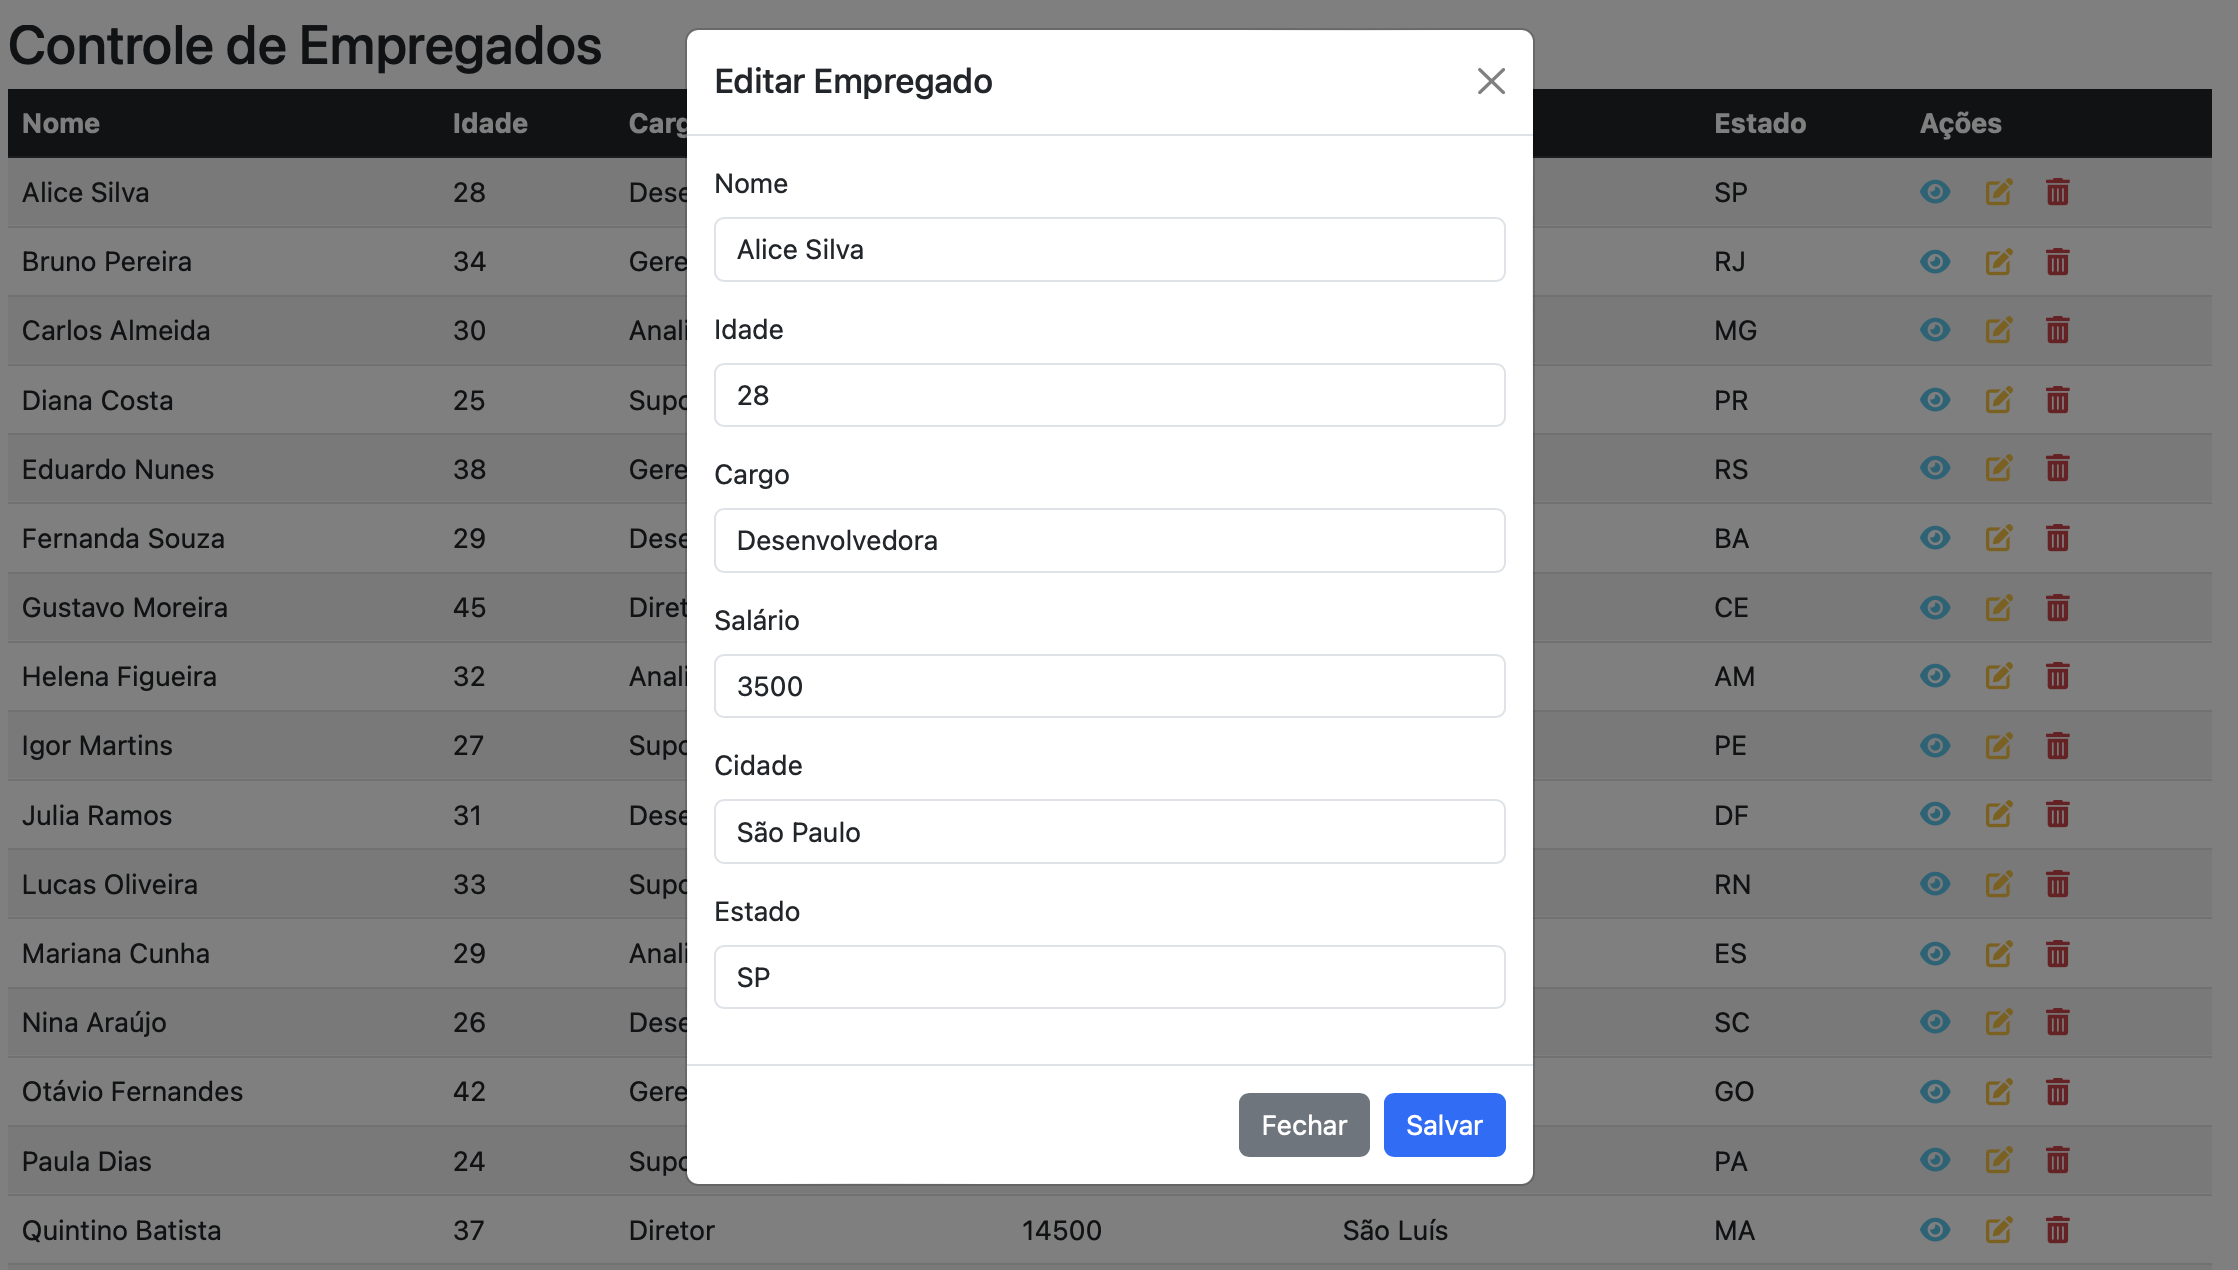 Controle de Empregados
Editar Empregado
Nome Idade Carg Estado Ações
Nome
Alice Silva
Idade
28
Cargo
Desenvolvedora
Salário
3500
Cidade
São Paulo
Estado
SP
Fechar Salvar
Alice Silva 28 Dese SP
Bruno Pereira 34 Gere RJ
Carlos Almeida 30 Anali MG
Diana Costa 25 Supo PR
Eduardo Nunes 38 Gere RS
Fernanda Souza 29 Dese BA
Gustavo Moreira 45 Diret CE
Helena Figueira 32 Anali AM
Igor Martins 27 Supo PE
Julia Ramos 31 Dese DF
Lucas Oliveira 33 Supo RN
Mariana Cunha 29 Anali ES
Nina Araújo 26 Dese SC
Otávio Fernandes 42 Gere GO
Paula Dias 24 Supo PA
Quintino Batista 37 Diretor 14500 São Luís MA